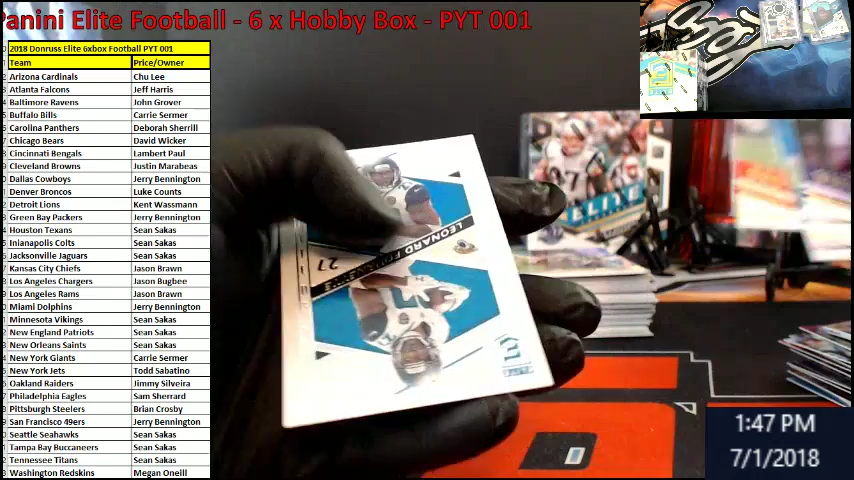 Panini Elite Football - 6 x Hobby Box - PYT 001
2018 Donruss Elite 6xbox Football PYT 001
Team Price/Owner
Arizona Cardinals Chu Lee
Atlanta Falcons Jeff Harris
Baltimore Ravens John Grover
Buffalo Bills Carrie Sermer
Carolina Panthers Deborah Sherrill
Chicago Bears David Wicker
Cincinnati Bengals Lambert Paul
Cleveland Browns Justin Marabeas
Dallas Cowboys Jerry Bennington
Denver Broncos Luke Counts
Detroit Lions Kent Wassmann
Green Bay Packers Jerry Bennington
Houston Texans Sean Sakas
Inianapolis Colts Sean Sakas
Jacksonville Jaguars Sean Sakas
Kansas City Chiefs Jason Brawn
Los Angeles Chargers Jason Bugbee
Los Angeles Rams Jason Brawn
Miami Dolphins Jerry Bennington
Minnesota Vikings Sean Sakas
New England Patriots Sean Sakas
New Orleans Saints Sean Sakas
New York Giants Carrie Sermer
New York Jets Todd Sabatino
Oakland Raiders Jimmy Silveira
Philadelphia Eagles Sam Sherrard
Pittsburgh Steelers Brian Crosby
San Francisco 49ers Jerry Bennington
Seattle Seahawks Sean Sakas
Tampa Bay Buccaneers Sean Sakas
Tennessee Titans Sean Sakas
Washington Redskins Megan Oneill
LEONARD FOURNETTE
27
ELITE
1:47 PM
7/1/2018